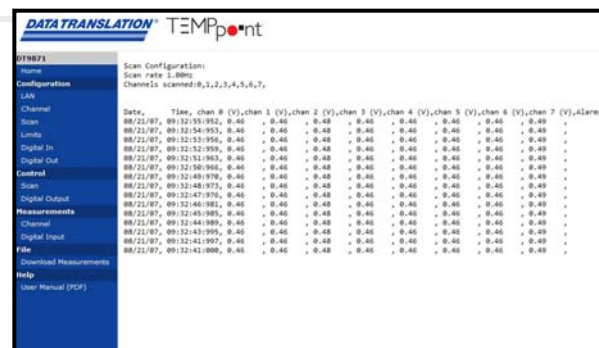 DATA TRANSLATION® TEMPpoint
DT9871
Home
Configuration
LAN
Channel
Scan
Limits
Digital In
Digital Out
Control
Scan
Digital Output
Measurements
Channel
Digital Input
File
Download Measurements
Help
User Manual (PDF)
Scan Configuration:
Scan rate 1.00Hz
Channels scanned:0,1,2,3,4,5,6,7,
Date, Time, chan 0 (V),chan 1 (V),chan 2 (V),chan 3 (V),chan 4 (V),chan 5 (V),chan 6 (V),chan 7 (V),Alarms
08/21/07, 09:32:55:952, 0.46 , 0.46 , 0.48 , 0.46 , 0.46 , 0.46 , 0.46 , 0.49 ,
08/21/07, 09:32:54:953, 0.46 , 0.46 , 0.48 , 0.46 , 0.46 , 0.46 , 0.46 , 0.49 ,
08/21/07, 09:32:53:956, 0.46 , 0.46 , 0.48 , 0.46 , 0.46 , 0.46 , 0.46 , 0.49 ,
08/21/07, 09:32:52:959, 0.46 , 0.46 , 0.48 , 0.46 , 0.46 , 0.46 , 0.46 , 0.49 ,
08/21/07, 09:32:51:963, 0.46 , 0.46 , 0.48 , 0.46 , 0.46 , 0.46 , 0.46 , 0.49 ,
08/21/07, 09:32:50:966, 0.46 , 0.46 , 0.48 , 0.46 , 0.46 , 0.46 , 0.46 , 0.49 ,
08/21/07, 09:32:49:970, 0.46 , 0.46 , 0.48 , 0.46 , 0.46 , 0.46 , 0.46 , 0.49 ,
08/21/07, 09:32:48:973, 0.46 , 0.46 , 0.48 , 0.46 , 0.46 , 0.46 , 0.46 , 0.49 ,
08/21/07, 09:32:47:976, 0.46 , 0.46 , 0.48 , 0.46 , 0.46 , 0.46 , 0.46 , 0.49 ,
08/21/07, 09:32:46:981, 0.46 , 0.46 , 0.48 , 0.46 , 0.46 , 0.46 , 0.46 , 0.49 ,
08/21/07, 09:32:45:985, 0.46 , 0.46 , 0.48 , 0.46 , 0.46 , 0.46 , 0.46 , 0.49 ,
08/21/07, 09:32:44:989, 0.46 , 0.46 , 0.48 , 0.46 , 0.46 , 0.46 , 0.46 , 0.49 ,
08/21/07, 09:32:43:995, 0.46 , 0.46 , 0.48 , 0.46 , 0.46 , 0.46 , 0.46 , 0.49 ,
08/21/07, 09:32:41:997, 0.46 , 0.46 , 0.48 , 0.46 , 0.46 , 0.46 , 0.46 , 0.49 ,
08/21/07, 09:32:41:000, 0.46 , 0.46 , 0.48 , 0.46 , 0.46 , 0.46 , 0.46 , 0.49 ,